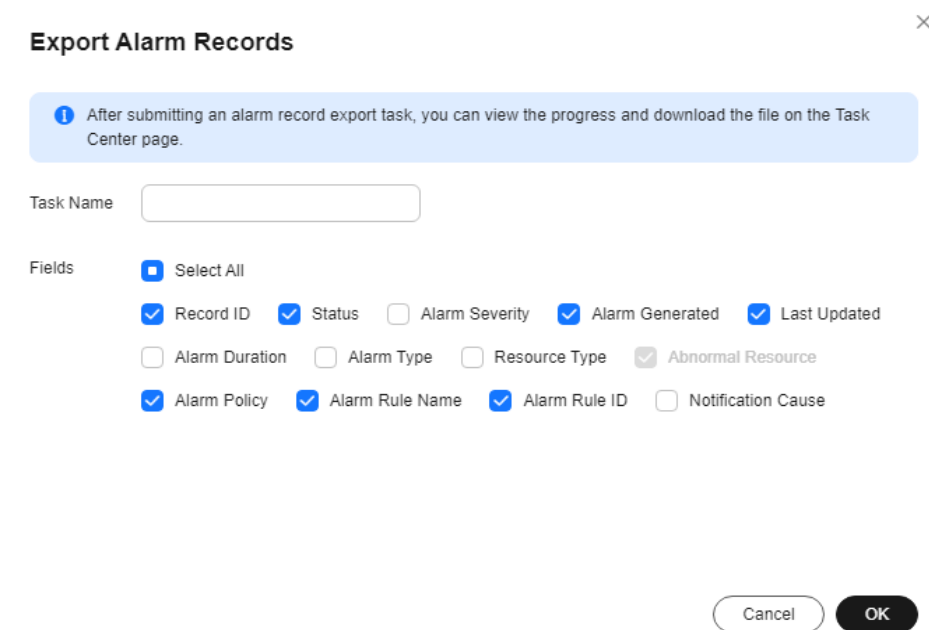 Export Alarm Records
After submitting an alarm record export task, you can view the progress and download the file on the Task
Center page.
Task Name
Fields
Select All
Record ID Status Alarm Severity Alarm Generated Last Updated
Alarm Duration Alarm Type Resource Type Abnormal Resource
Alarm Policy Alarm Rule Name Alarm Rule ID Notification Cause
Cancel OK